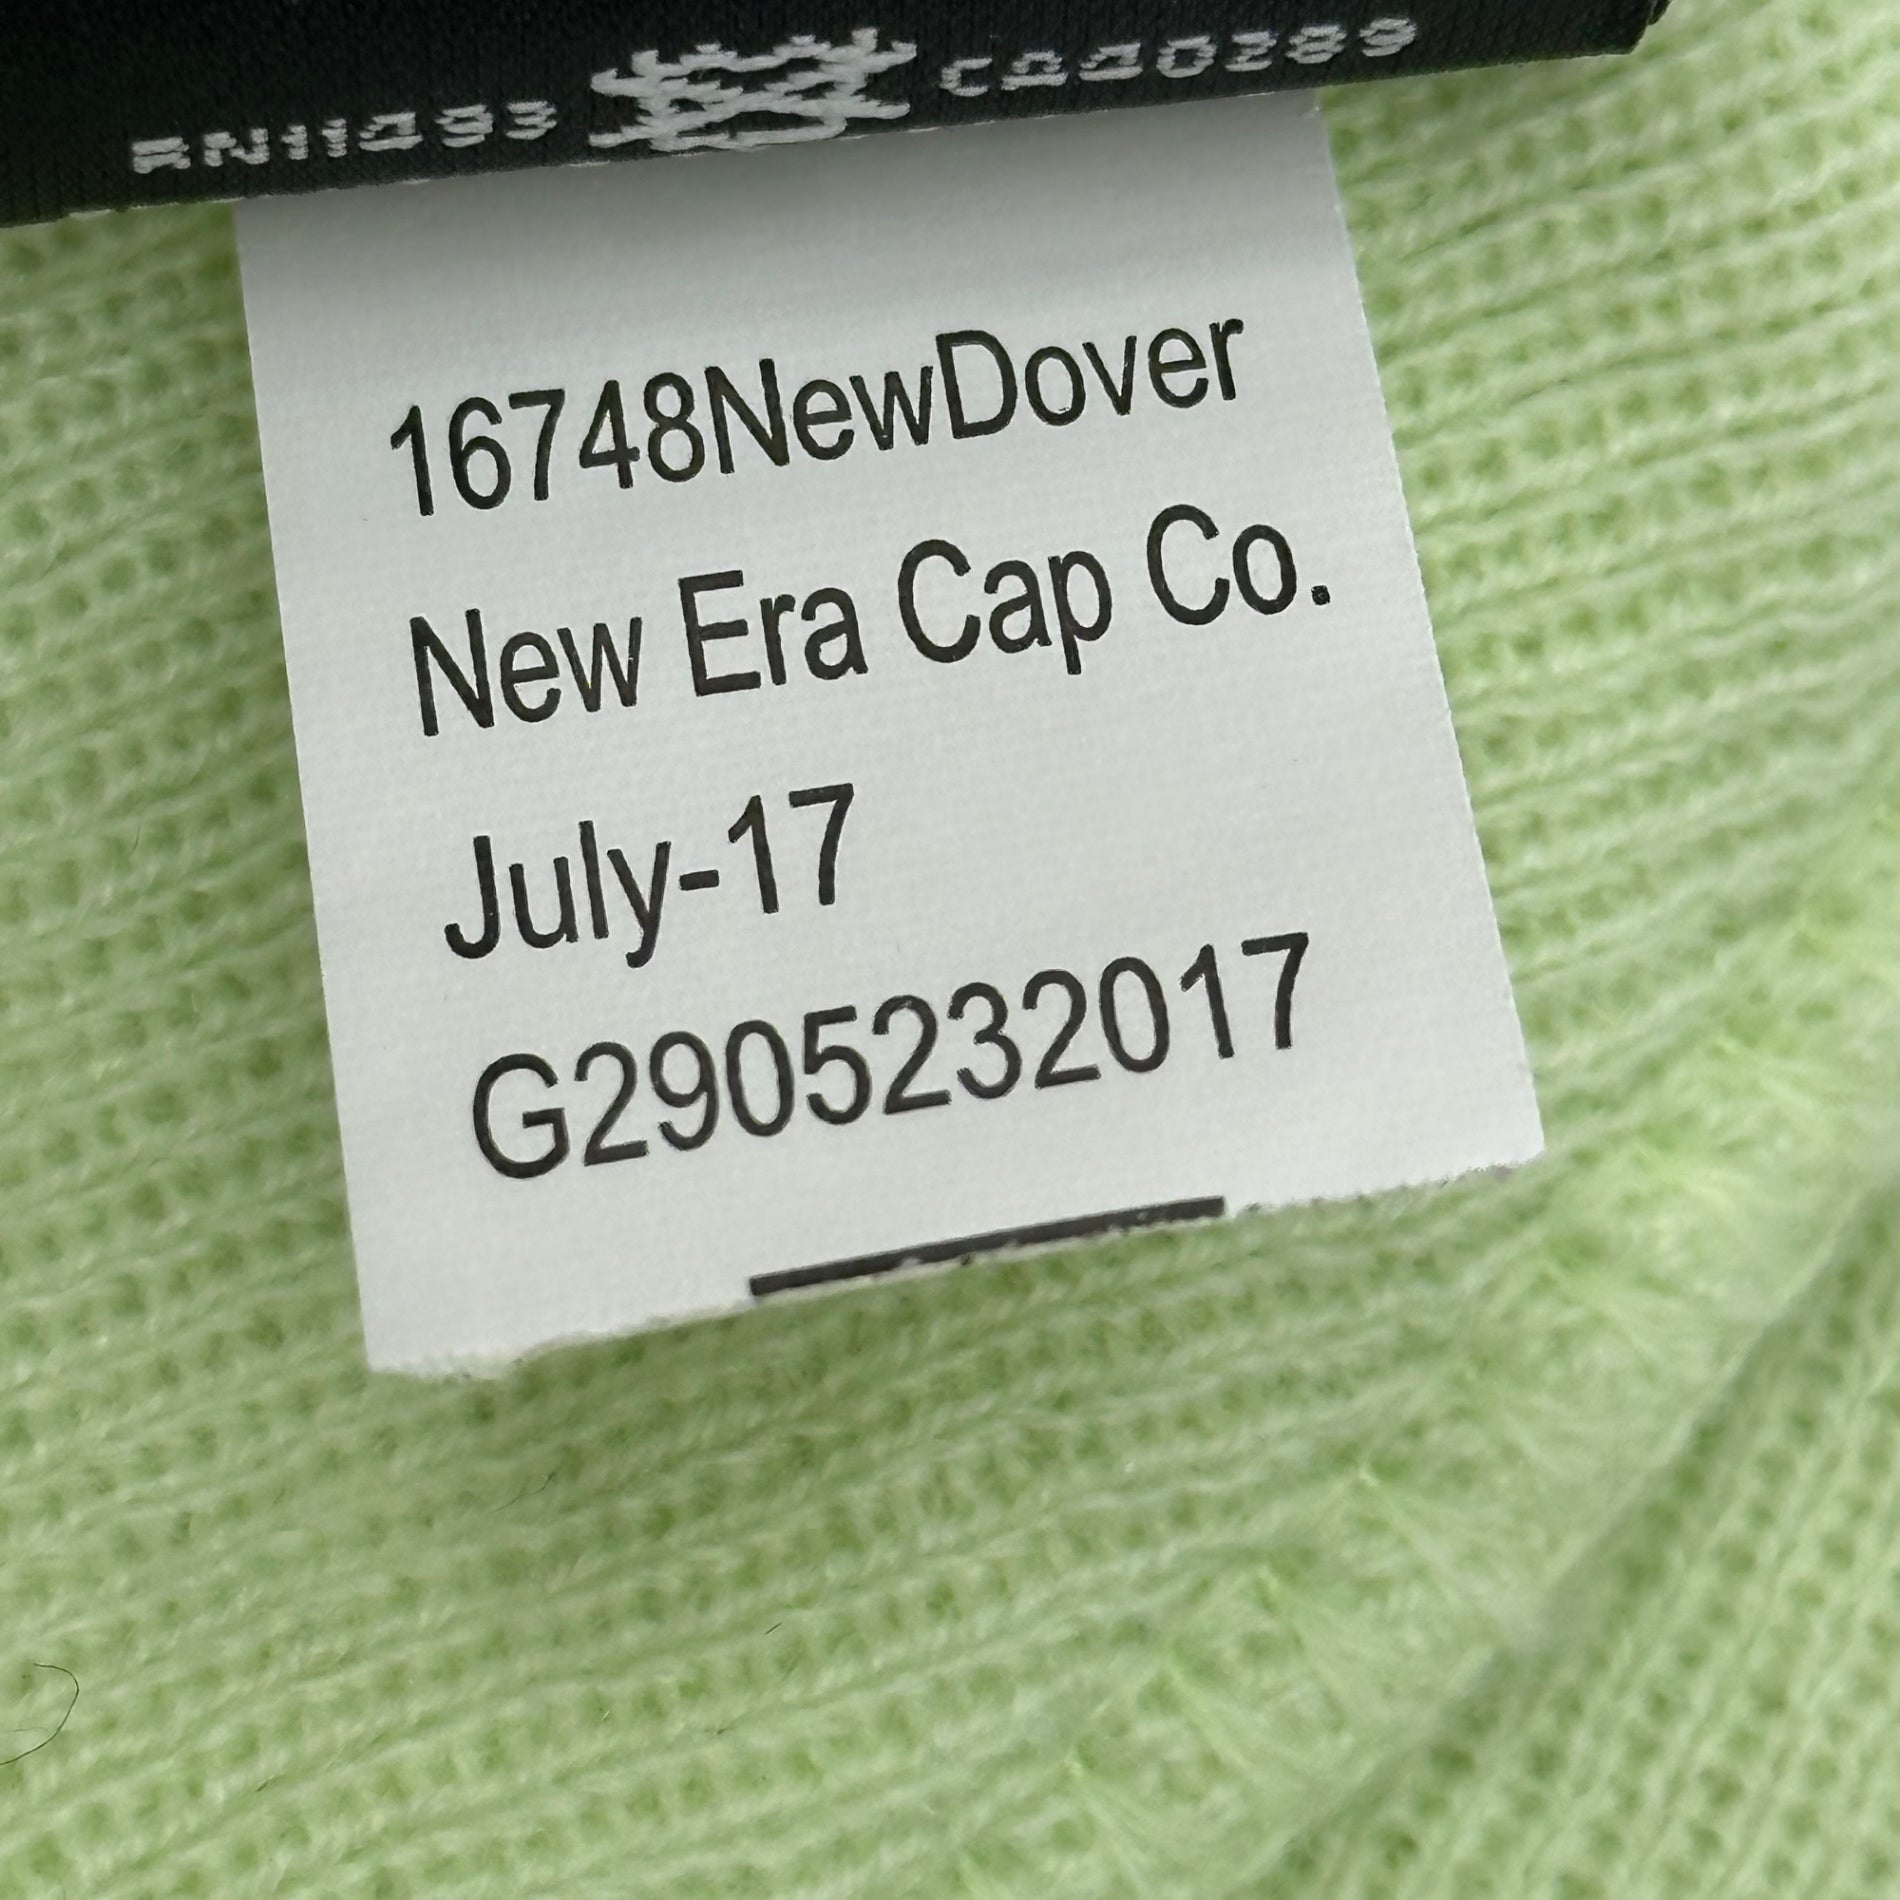 RN11493 CA40289
16748NewDover
New Era Cap Co.
July-17
G2905232017